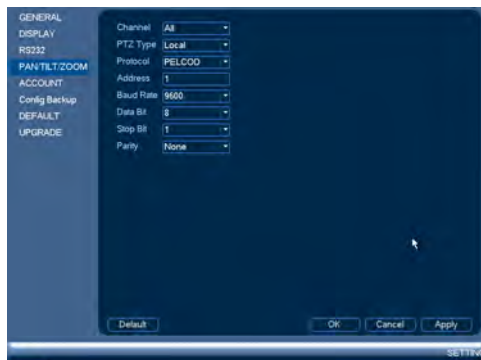 GENERAL
DISPLAY
RS232
PAN/TILT/ZOOM
ACCOUNT
Config Backup
DEFAULT
UPGRADE
Channel All
PTZ Type Local
Protocol PELCOD
Address 1
Baud Rate 9600
Data Bit 8
Stop Bit 1
Parity None
Default OK Cancel Apply